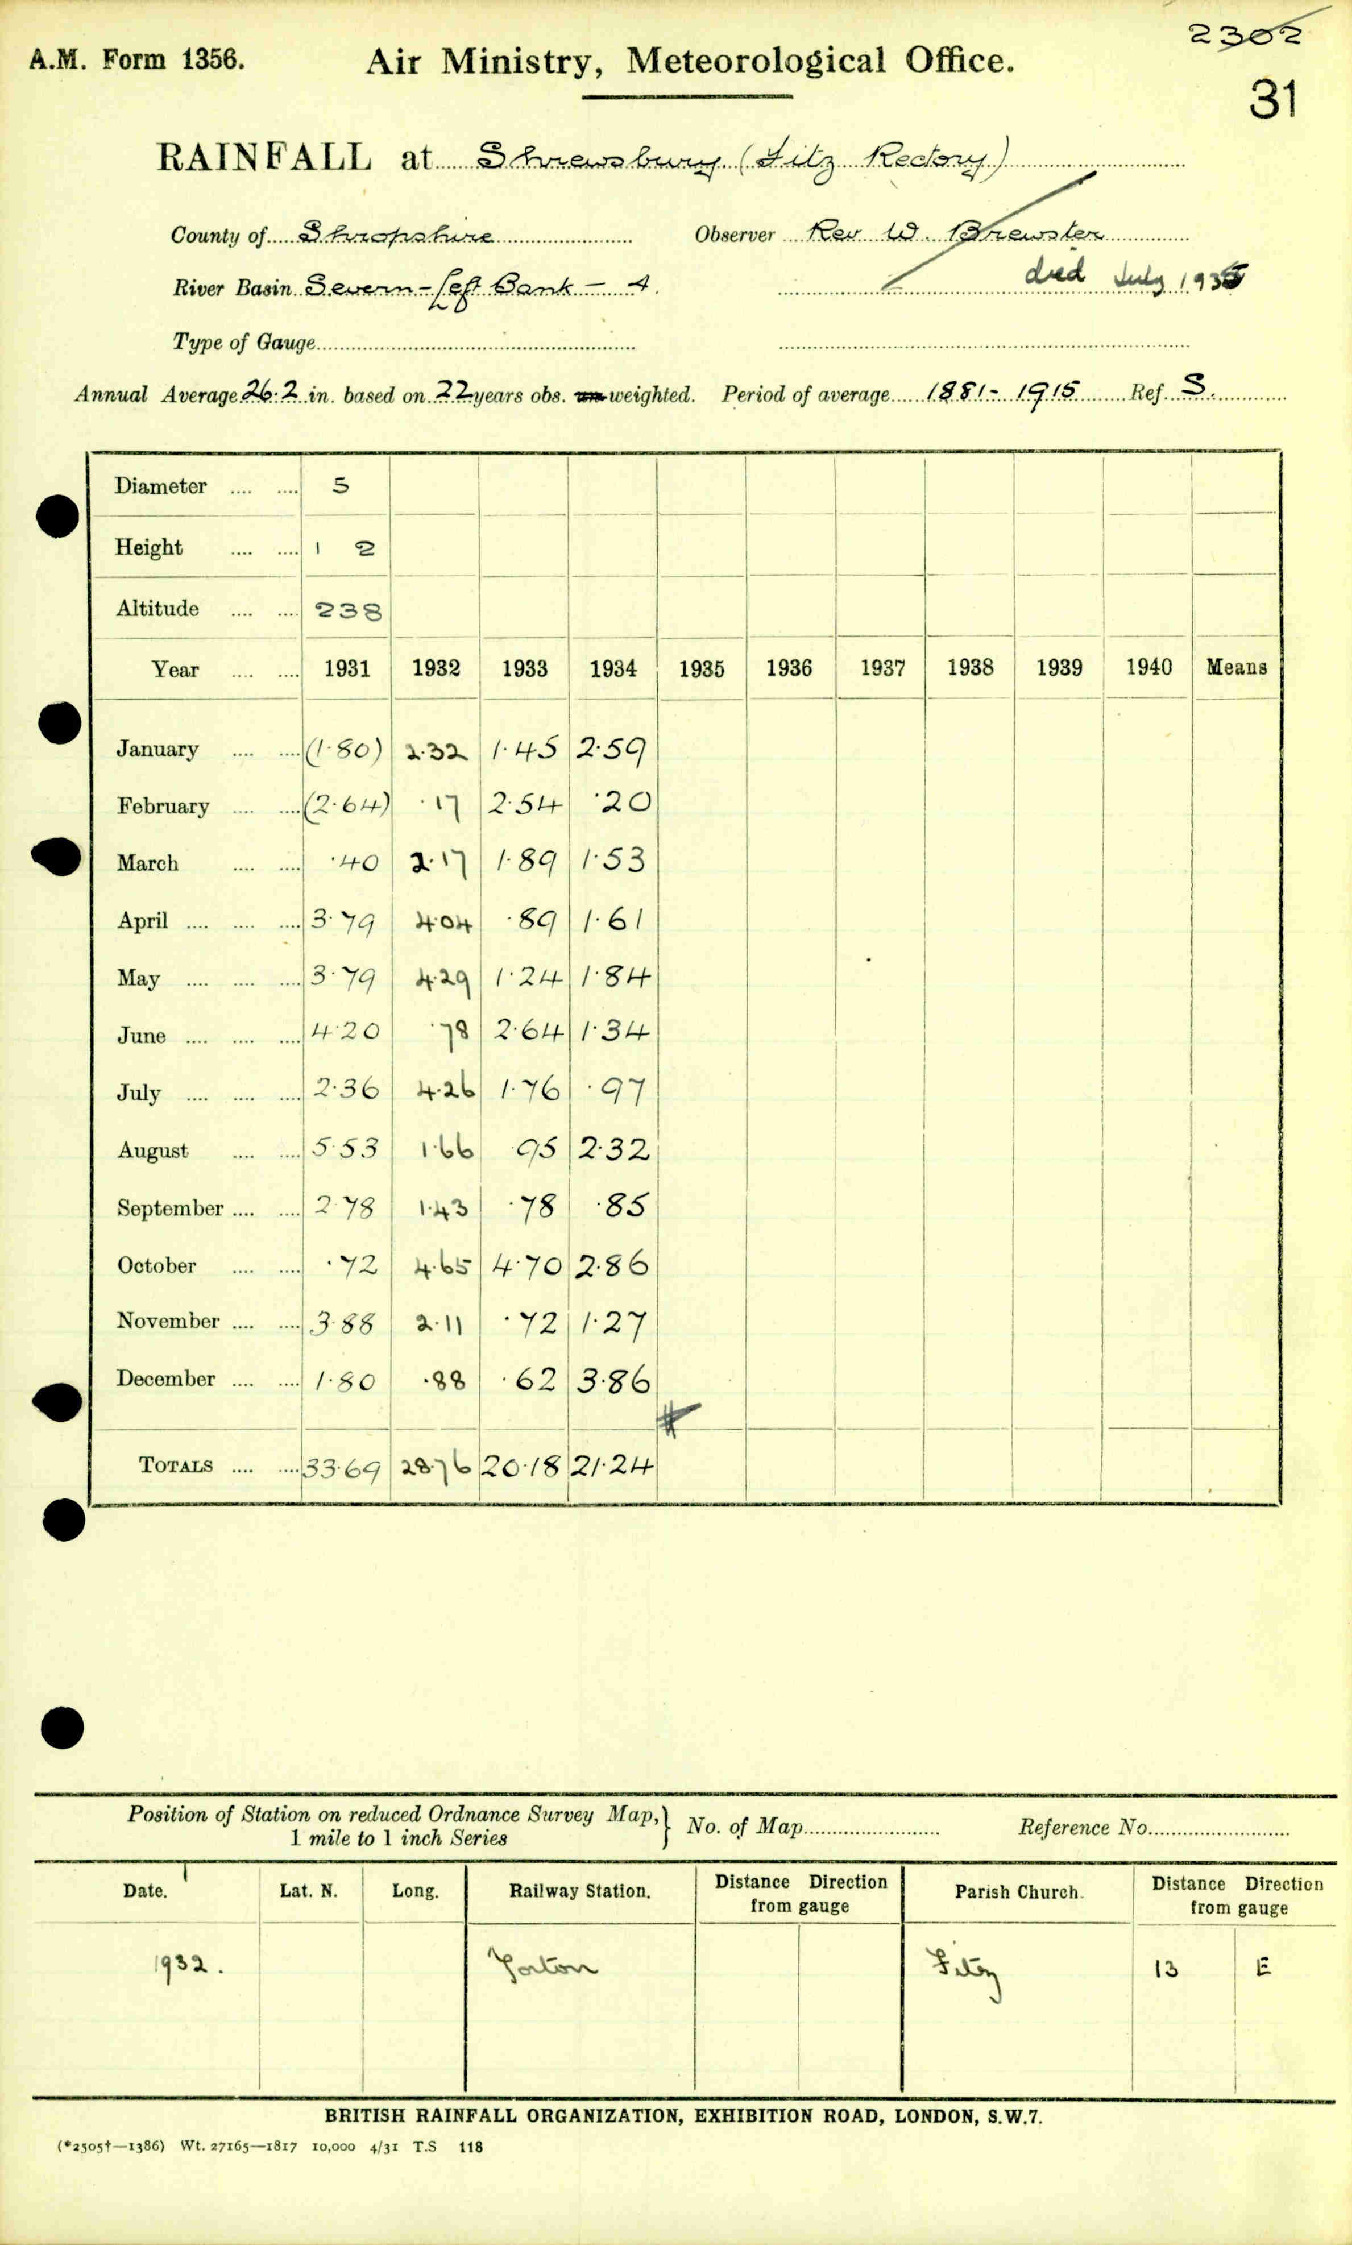 2302
A.M. Form 1356. Air Ministry, Meteorological Office.
31
RAINFALL at Shrewsbury (Fitz Rectory)
County of Shropshire Observer Rev W. Brewster
River Basin Severn - Left Bank - 4. died July 1935
Type of Gauge
Annual Average 26.2 in. based on 22 years obs. un weighted. Period of average 1881 - 1915 Ref. S.
Diameter 5
Height 1 2
Altitude 238
Year 1931 1932 1933 1934 1935 1936 1937 1938 1939 1940 Means
January (1.80) 2.32 1.45 2.59
February (2.64) .17 2.54 .20
March .40 2.17 1.89 1.53
April 3.79 4.04 .89 1.61
May 3.79 4.29 1.24 1.84
June 4.20 .78 2.64 1.34
July 2.36 4.26 1.76 .97
August 5.53 1.66 .95 2.32
September 2.78 1.43 .78 .85
October .72 4.65 4.70 2.86
November 3.88 2.11 .72 1.27
December 1.80 .88 .62 3.86
TOTALS 33.69 28.76 20.18 21.24
Position of Station on reduced Ordnance Survey Map, } No. of Map Reference No.
1 mile to 1 inch Series
Date. Lat. N. Long. Railway Station. Distance Direction from gauge Parish Church. Distance Direction from gauge
1932. Yorton Fitz 13 E
BRITISH RAINFALL ORGANIZATION, EXHIBITION ROAD, LONDON, S.W.7.
(*2505†—1386) Wt. 27165—1817 10,000 4/31 T.S 118